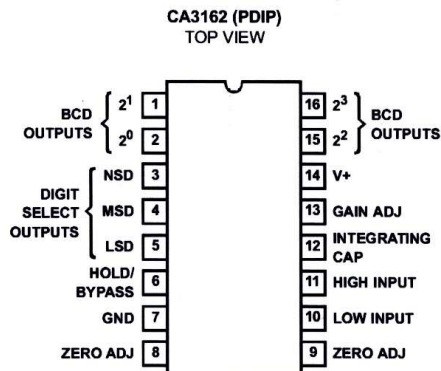 CA3162 (PDIP)
TOP VIEW
BCD
OUTPUTS
2¹ 1
2⁰ 2
DIGIT
SELECT
OUTPUTS
NSD 3
MSD 4
LSD 5
HOLD/
BYPASS 6
GND 7
ZERO ADJ 8
16 2³
15 2²
BCD
OUTPUTS
14 V+
13 GAIN ADJ
12 INTEGRATING
CAP
11 HIGH INPUT
10 LOW INPUT
9 ZERO ADJ